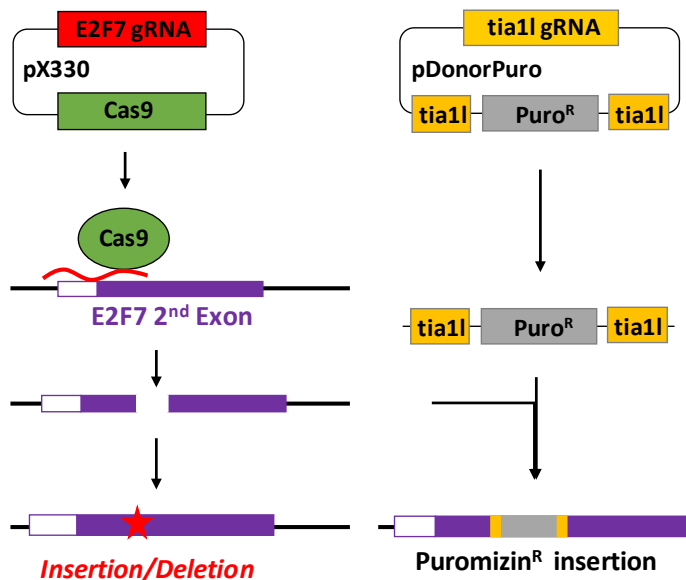 E2F7 gRNA
pX330
Cas9
Cas9
E2F7 2nd Exon
Insertion/Deletion
tia1l gRNA
pDonorPuro
tia1l PuroR tia1l
tia1l PuroR tia1l
PuromizinR insertion